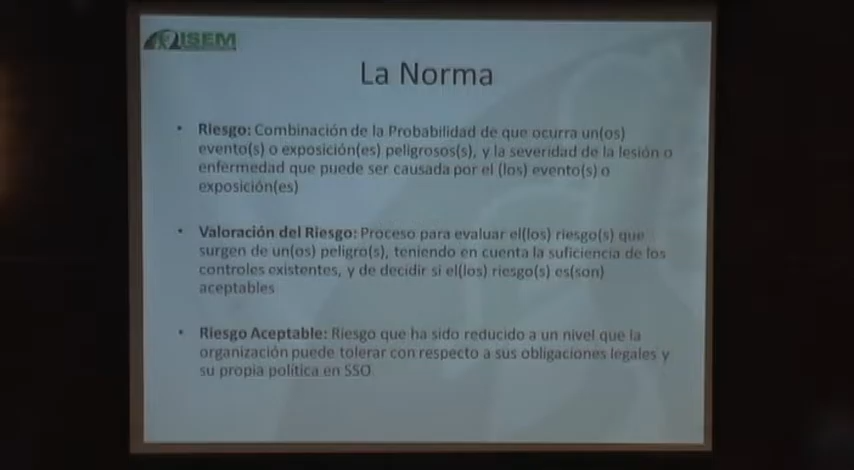 ISEM
La Norma
• Riesgo: Combinación de la Probabilidad de que ocurra un(os)
evento(s) o exposición(es) peligrosos(s), y la severidad de la lesión o
enfermedad que puede ser causada por el (los) evento(s) o
exposición(es)
• Valoración del Riesgo: Proceso para evaluar el(los) riesgo(s) que
surgen de un(os) peligro(s), teniendo en cuenta la suficiencia de los
controles existentes, y de decidir si el(los) riesgo(s) es(son)
aceptables
• Riesgo Aceptable: Riesgo que ha sido reducido a un nivel que la
organización puede tolerar con respecto a sus obligaciones legales y
su propia política en SSO